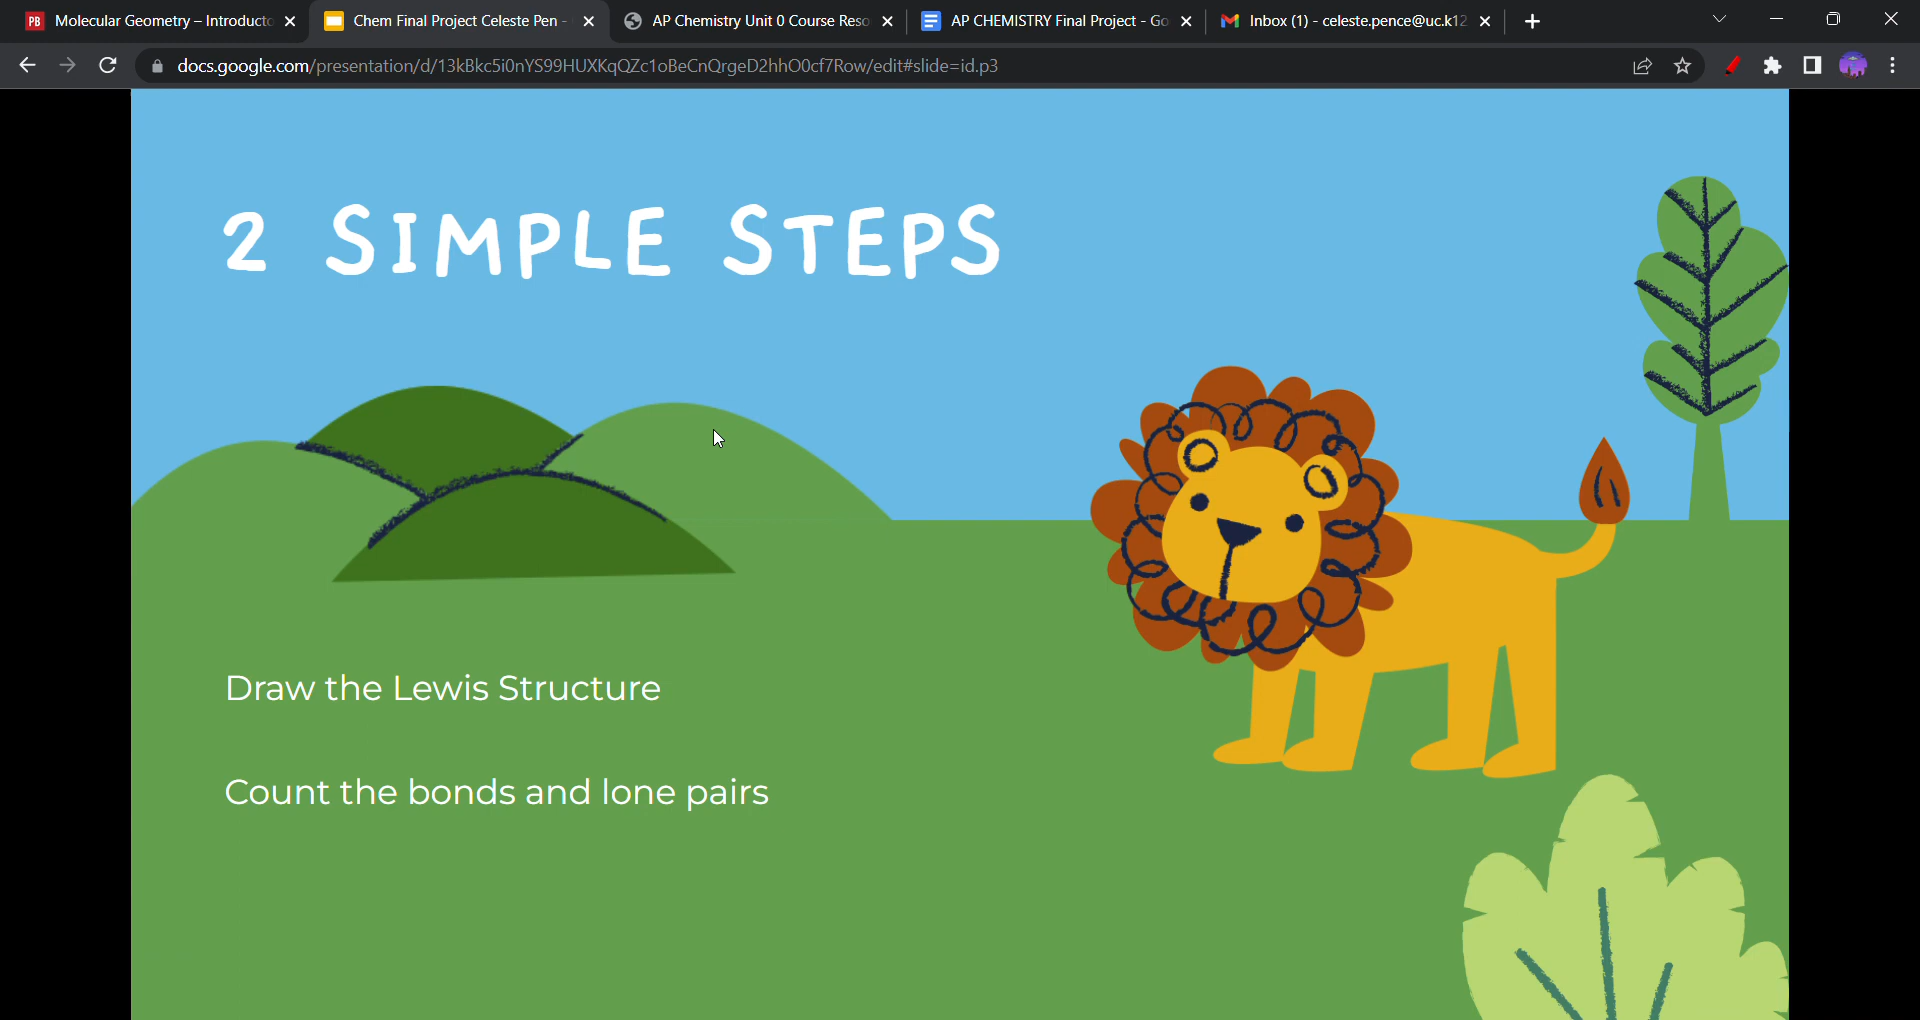 PB Molecular Geometry – Introducto
Chem Final Project Celeste Pen -
AP Chemistry Unit 0 Course Reso
AP CHEMISTRY Final Project - Go
Inbox (1) - celeste.pence@uc.k12
docs.google.com/presentation/d/13kBkc5i0nYS99HUXKqQZc1oBeCnQrgeD2hhO0cf7Row/edit#slide=id.p3
2 SIMPLE STEPS
Draw the Lewis Structure
Count the bonds and lone pairs